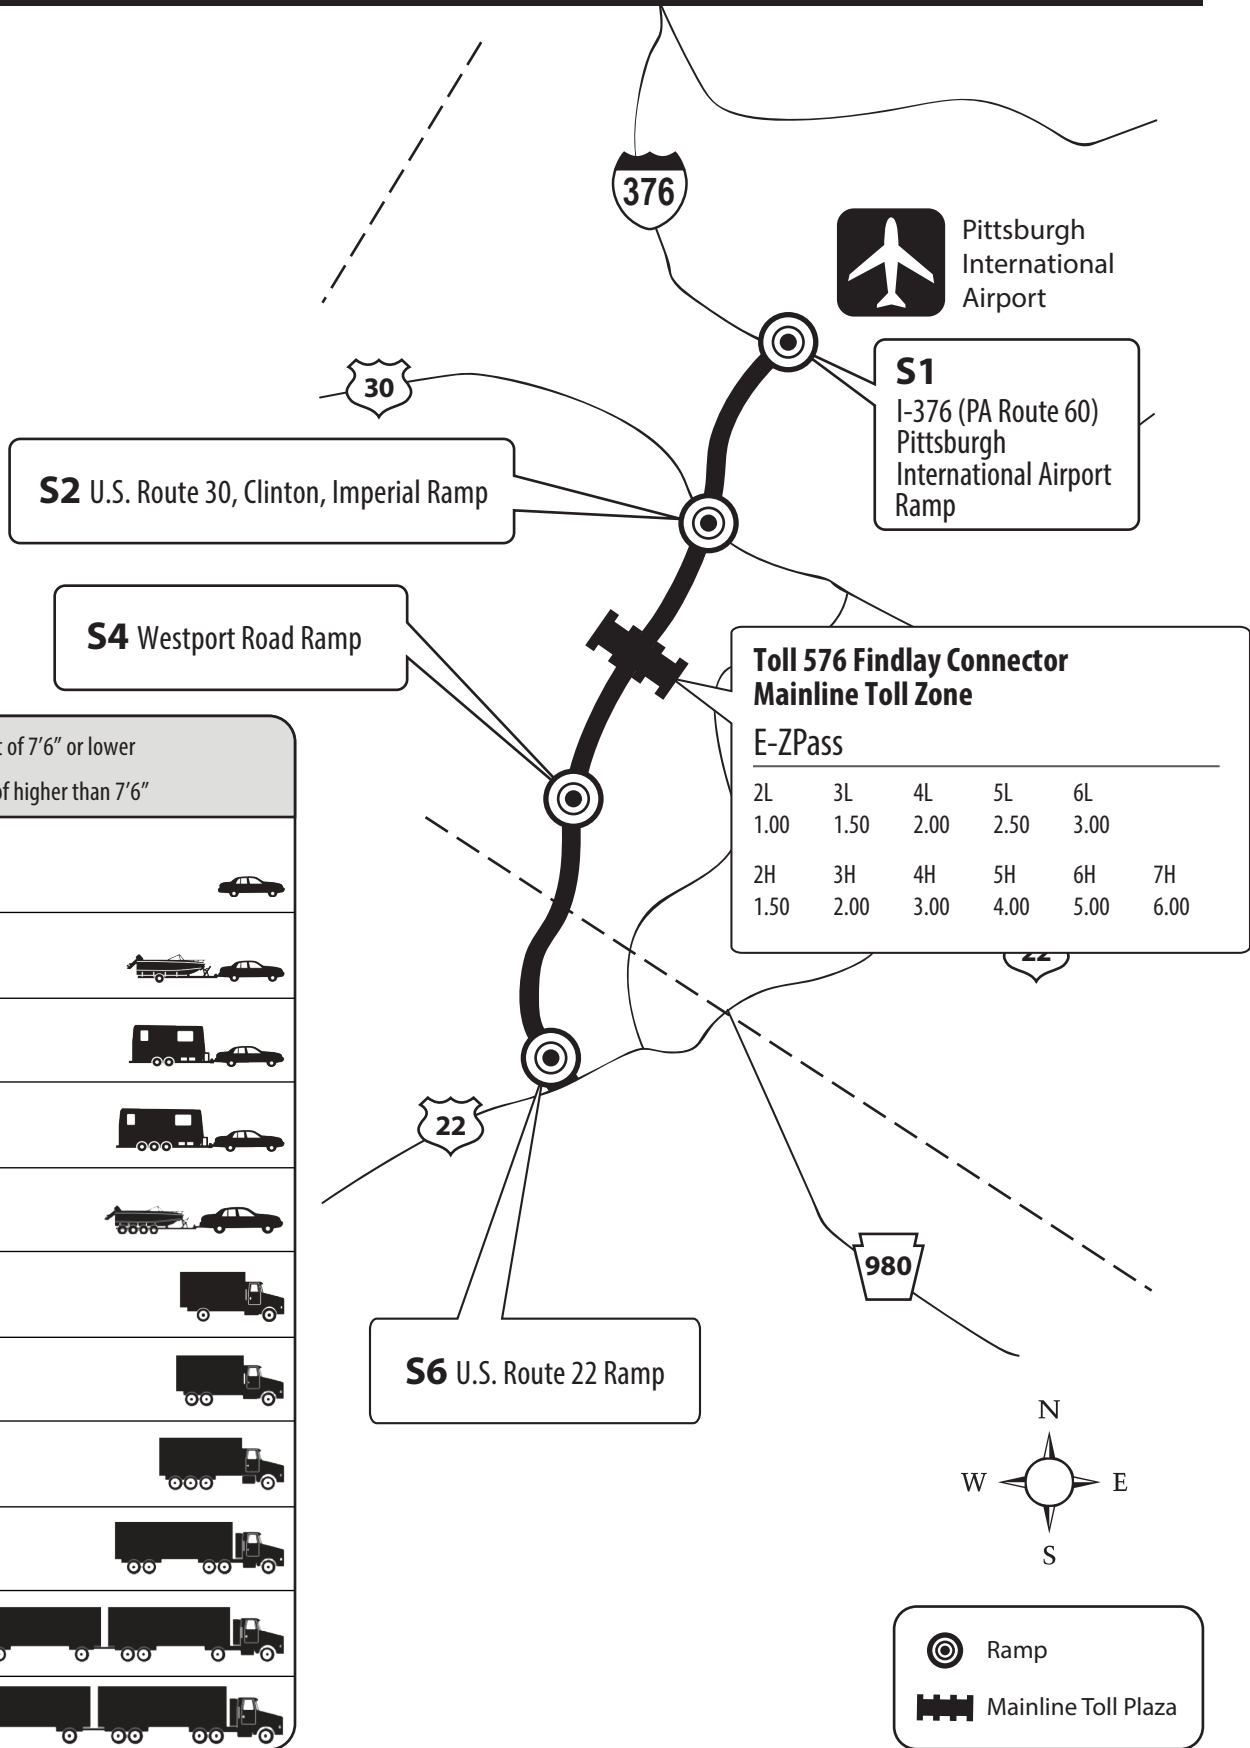 376
Pittsburgh
International
Airport
30
S1
I-376 (PA Route 60)
Pittsburgh
International Airport
Ramp
S2 U.S. Route 30, Clinton, Imperial Ramp
S4 Westport Road Ramp
Toll 576 Findlay Connector
Mainline Toll Zone
E-ZPass
2L 3L 4L 5L 6L
1.00 1.50 2.00 2.50 3.00
2H 3H 4H 5H 6H 7H
1.50 2.00 3.00 4.00 5.00 6.00
of 7’6” or lower
higher than 7’6”
22
22
980
S6 U.S. Route 22 Ramp
N
W E
S
Ramp
Mainline Toll Plaza